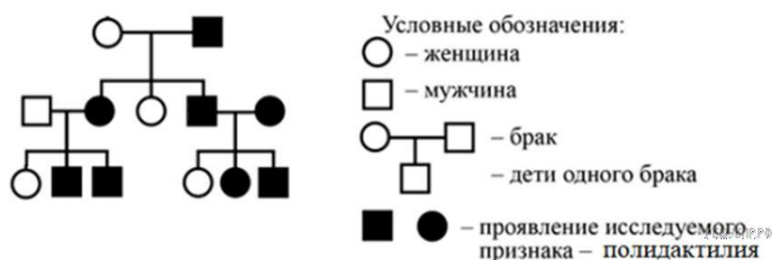 Условные обозначения:
– женщина
– мужчина
– брак
– дети одного брака
– проявление исследуемого
признака – полидактилия